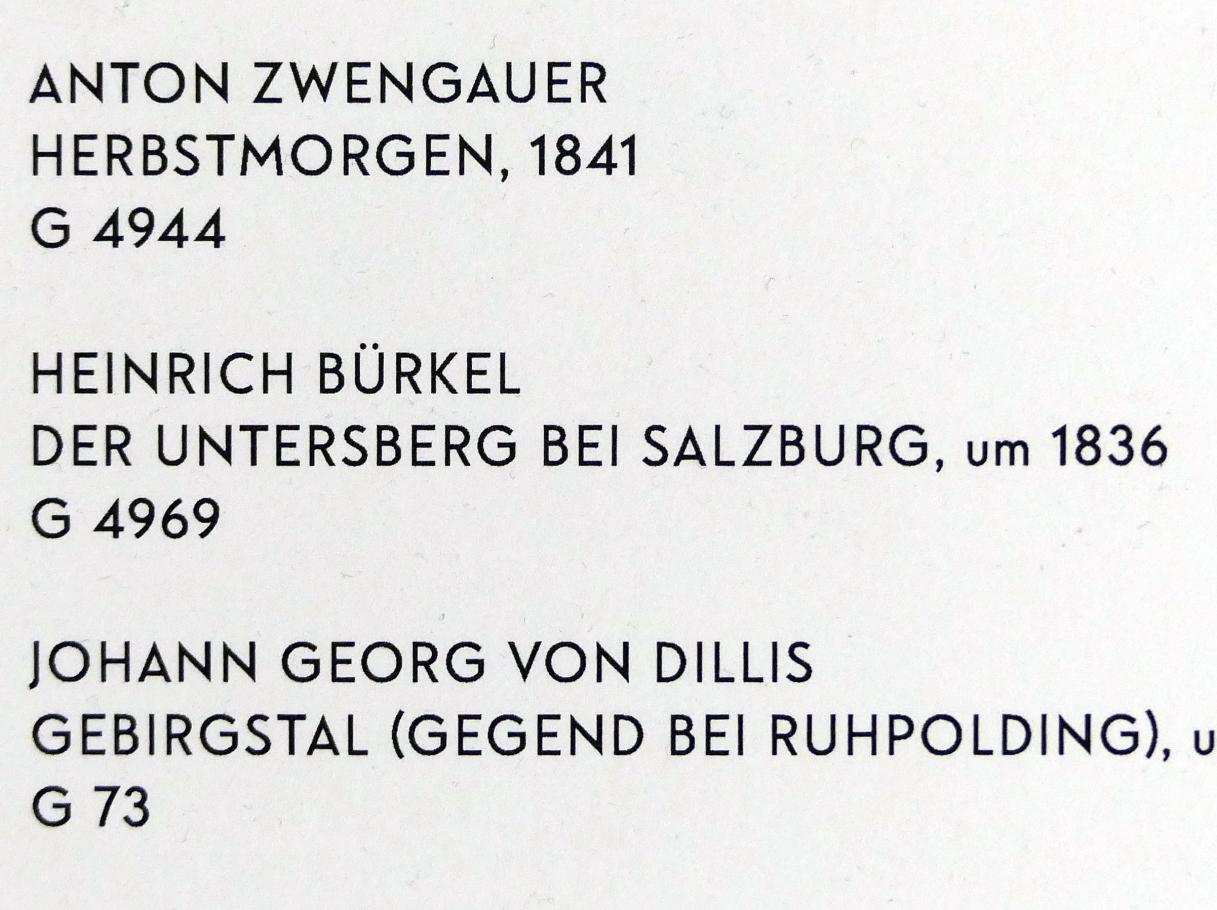 ANTON ZWENGAUER
HERBSTMORGEN, 1841
G 4944
HEINRICH BÜRKEL
DER UNTERSBERG BEI SALZBURG, um 1836
G 4969
JOHANN GEORG VON DILLIS
GEBIRGSTAL (GEGEND BEI RUHPOLDING),
G 73